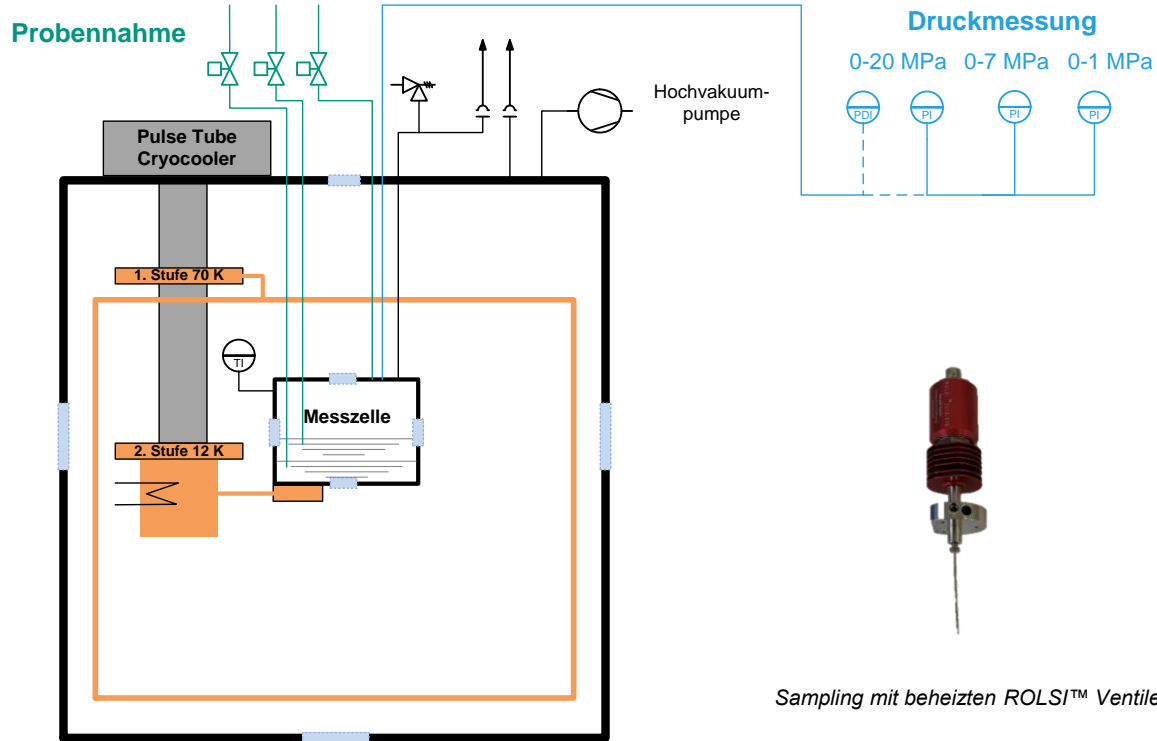 Probennahme
Druckmessung
0-20 MPa 0-7 MPa 0-1 MPa
PDI PI PI PI
Hochvakuum-
pumpe
Pulse Tube
Cryocooler
1. Stufe 70 K
TI
Messzelle
2. Stufe 12 K
Sampling mit beheizten ROLSI™ Ventile